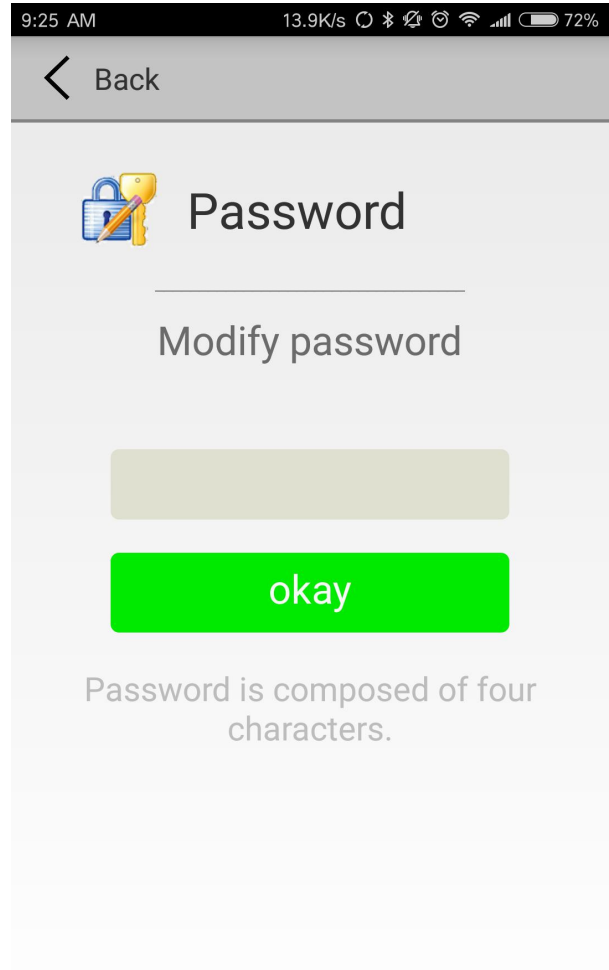 9:25 AM 13.9K/s 72%
Back
Password
Modify password
okay
Password is composed of four
characters.